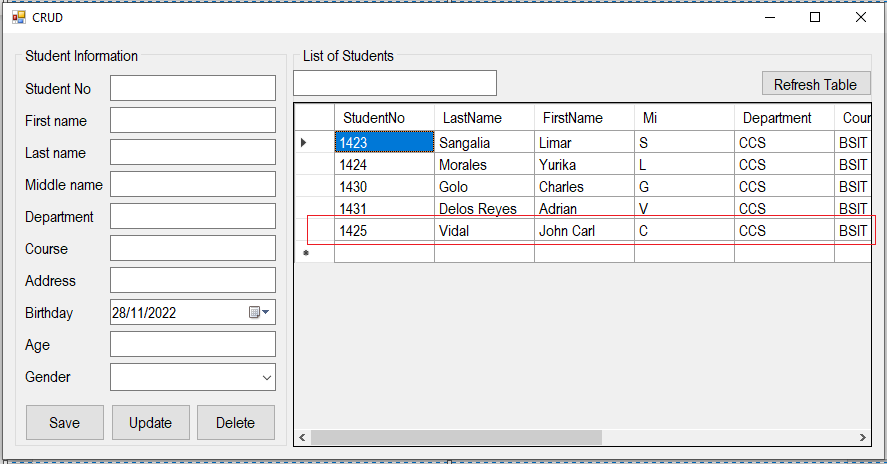 CRUD
Student Information
Student No
First name
Last name
Middle name
Department
Course
Address
Birthday 28/11/2022
Age
Gender
Save Update Delete
List of Students
Refresh Table
StudentNo LastName FirstName Mi Department Cour
1423 Sangalia Limar S CCS BSIT
1424 Morales Yurika L CCS BSIT
1430 Golo Charles G CCS BSIT
1431 Delos Reyes Adrian V CCS BSIT
1425 Vidal John Carl C CCS BSIT